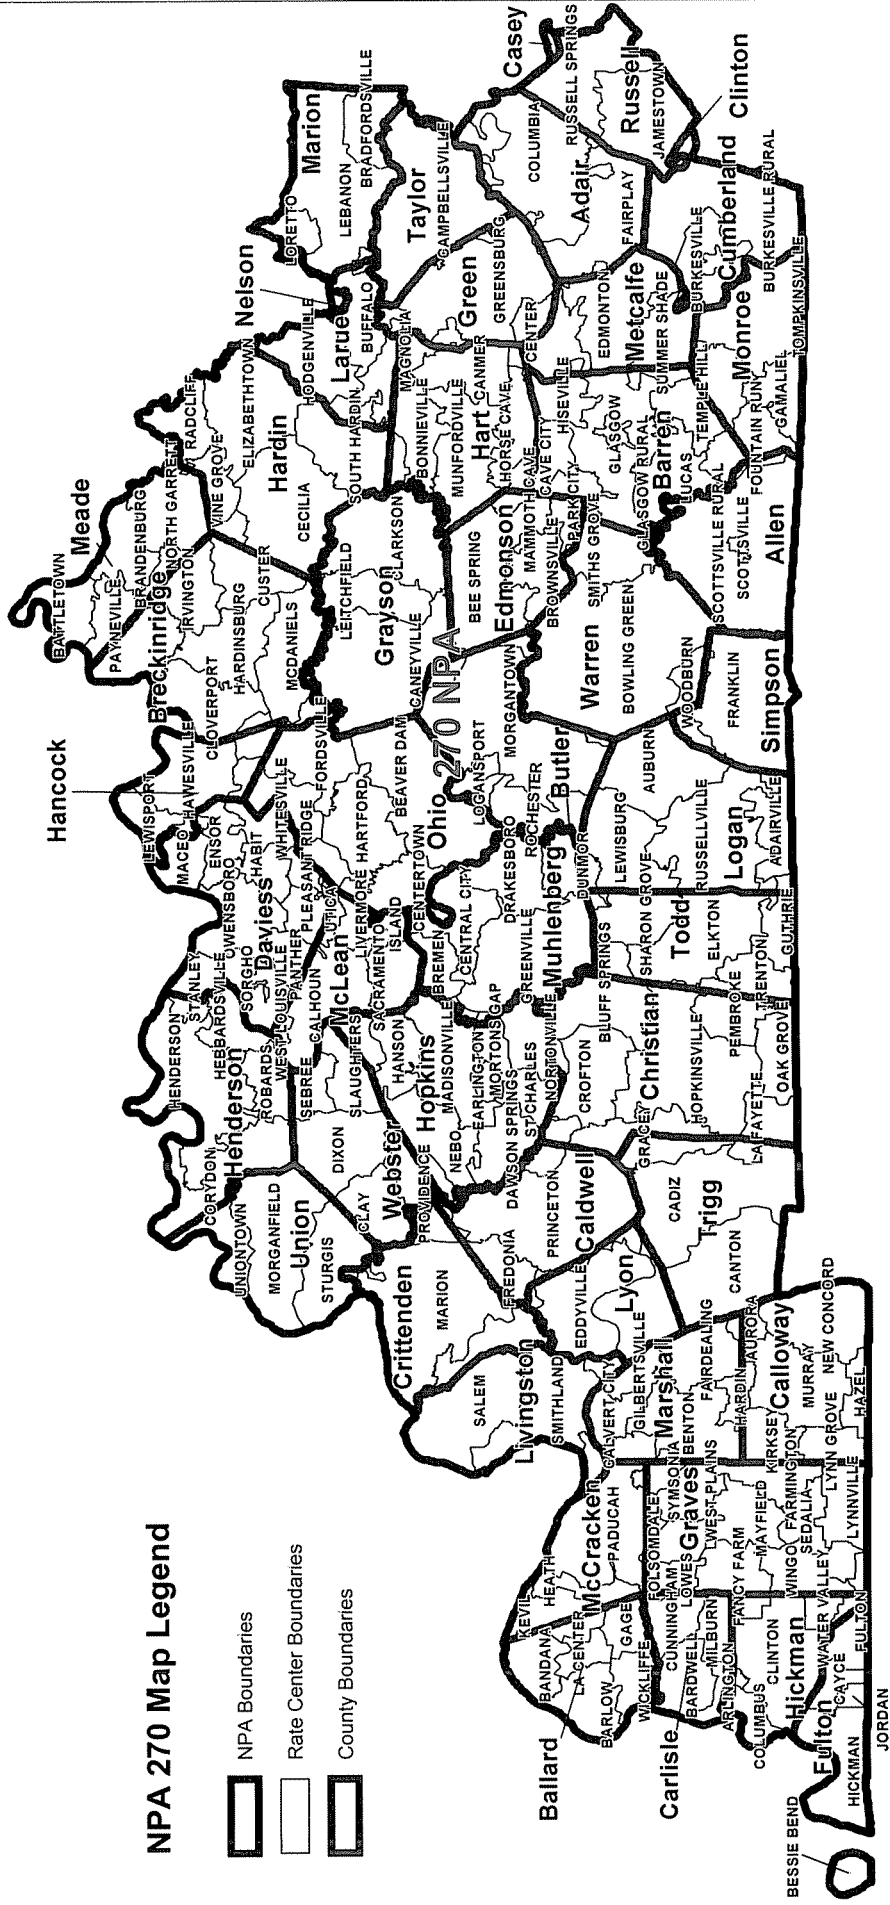 NPA 270 Map Legend
NPA Boundaries
Rate Center Boundaries
County Boundaries
270 NPA
BESSIE BEND
HICKMAN
JORDAN
Fulton
CAYCE
FULTON
WATER VALLEY
Hickman
CLINTON
COLUMBUS
ARLINGTON
MILBURN
BARDWELL
CUNNINGHAM
Carlisle
WICKLIFFE
BARLOW
Ballard
BANDANA
LA CENTER
GAGE
KEVIL
HEATH
McCracken
PADUCAH
FOLSOMDALE
LOWES
SYMSONIA
Graves
WEST PLAINS
FANCY FARM
MAYFIELD
WINGO
FARMINGTON
SEDALIA
LYNNVILLE
LYNN GROVE
KIRKSEY
HAZEL
MURRAY
NEW CONCORD
Calloway
AURORA
HARDIN
FAIRDEALING
BENTON
Marshall
GILBERTSVILLE
CALVERT CITY
SMITHLAND
Livingston
SALEM
Crittenden
MARION
FREDONIA
EDDYVILLE
Lyon
PRINCETON
Caldwell
CANTON
CADIZ
Trigg
GRACEY
LAFAYETTE
OAK GROVE
HOPKINSVILLE
PEMBROKE
Christian
CROFTON
BLUFF SPRINGS
TRENTON
GUTHRIE
ELKTON
Todd
SHARON GROVE
STURGIS
Union
MORGANFIELD
UNIONTOWN
CORYDON
Henderson
HENDERSON
HEBBARDSVILLE
ROBARDS
SEBREE
DIXON
CLAY
Webster
PROVIDENCE
SLAUGHTERS
NEBO
DAWSON SPRINGS
ST CHARLES
EARLINGTON
MORTONS GAP
NORTONVILLE
MADISONVILLE
Hopkins
HANSON
STANLEY
SORGHO
OWENSBORO
Daviess
WEST LOUISVILLE
PANTHER
UTICA
CALHOUN
McLean
SACRAMENTO
ISLAND
LIVERMORE
MACEO
ENSOR
HABIT
WHITESVILLE
PLEASANT RIDGE
BREMEN
CENTRAL CITY
GREENVILLE
Muhlenberg
DRAKESBORO
DUNMOR
LEWISPORT
HAWESVILLE
Hancock
FORDSVILLE
HARTFORD
BEAVER DAM
CENTERTOWN
Ohio
LOGANSPORT
ROCHESTER
MORGANTOWN
Butler
LEWISBURG
RUSSELLVILLE
Logan
ADAIRVILLE
AUBURN
CLOVERPORT
HARDINSBURG
MCDANIELS
CUSTER
IRVINGTON
Breckinridge
BATTLETOWN
PAYNEVILLE
BRANDENBURG
Meade
NORTH GARRETT
VINE GROVE
RADCLIFF
ELIZABETHTOWN
Hardin
CECILIA
SOUTH HARDIN
LEITCHFIELD
Grayson
CLARKSON
CANEYVILLE
BEE SPRING
Edmonson
MAMMOTH CAVE
BROWNSVILLE
SMITHS GROVE
Warren
BOWLING GREEN
WOODBURN
FRANKLIN
Simpson
SCOTTSVILLE RURAL
SCOTTSVILLE
Allen
LUCAS
Barren
GLASGOW RURAL
GLASGOW
PARK CITY
CAVE CITY
HISEVILLE
HORSE CAVE
Hart
CANMER
MUNFORDVILLE
BONNIEVILLE
MAGNOLIA
HODGENVILLE
Larue
BUFFALO
Nelson
LORETTO
LEBANON
Marion
BRADFORDSVILLE
Taylor
CAMPBELLSVILLE
Green
GREENSBURG
CENTER
EDMONTON
Metcalfe
SUMMER SHADE
TEMPLE HILL
FOUNTAIN RUN
GAMALIEL
Monroe
TOMPKINSVILLE
BURKESVILLE
Cumberland
BURKESVILLE RURAL
FAIRPLAY
Adair
COLUMBIA
Casey
RUSSELL SPRINGS
Russell
JAMESTOWN
Clinton